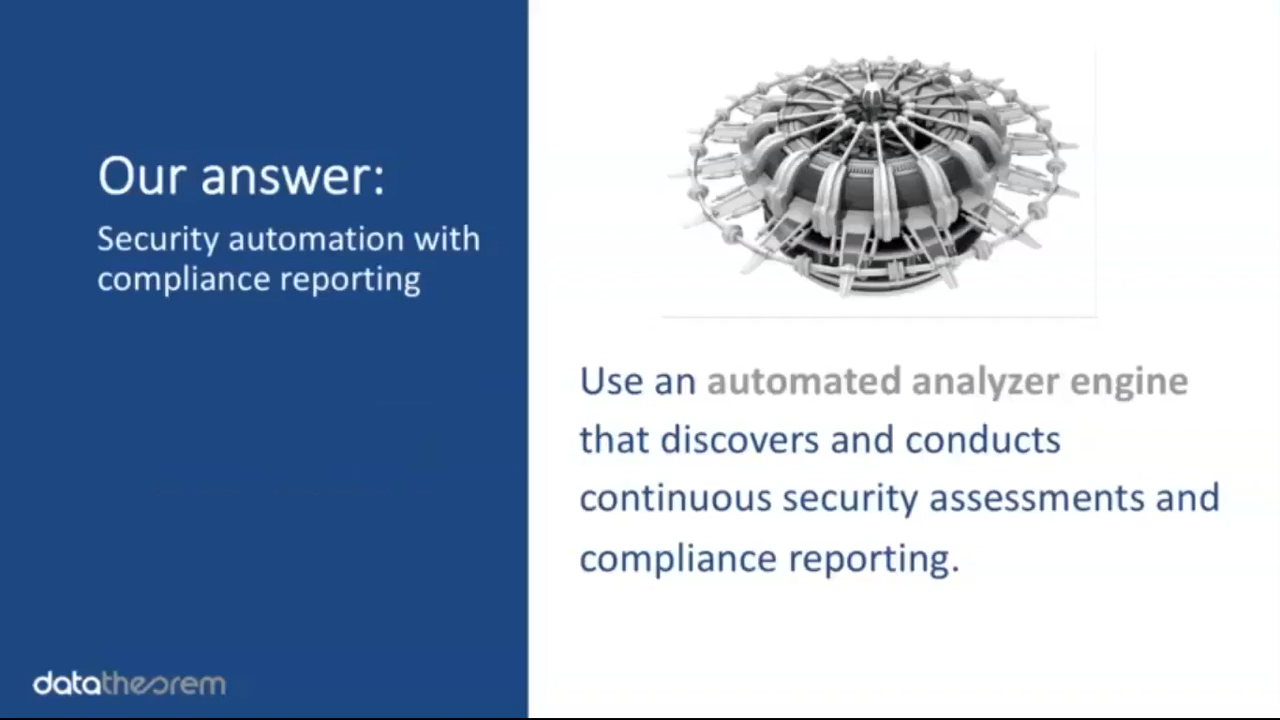 Our answer:
Security automation with
compliance reporting
Use an automated analyzer engine
that discovers and conducts
continuous security assessments and
compliance reporting.
datatheorem